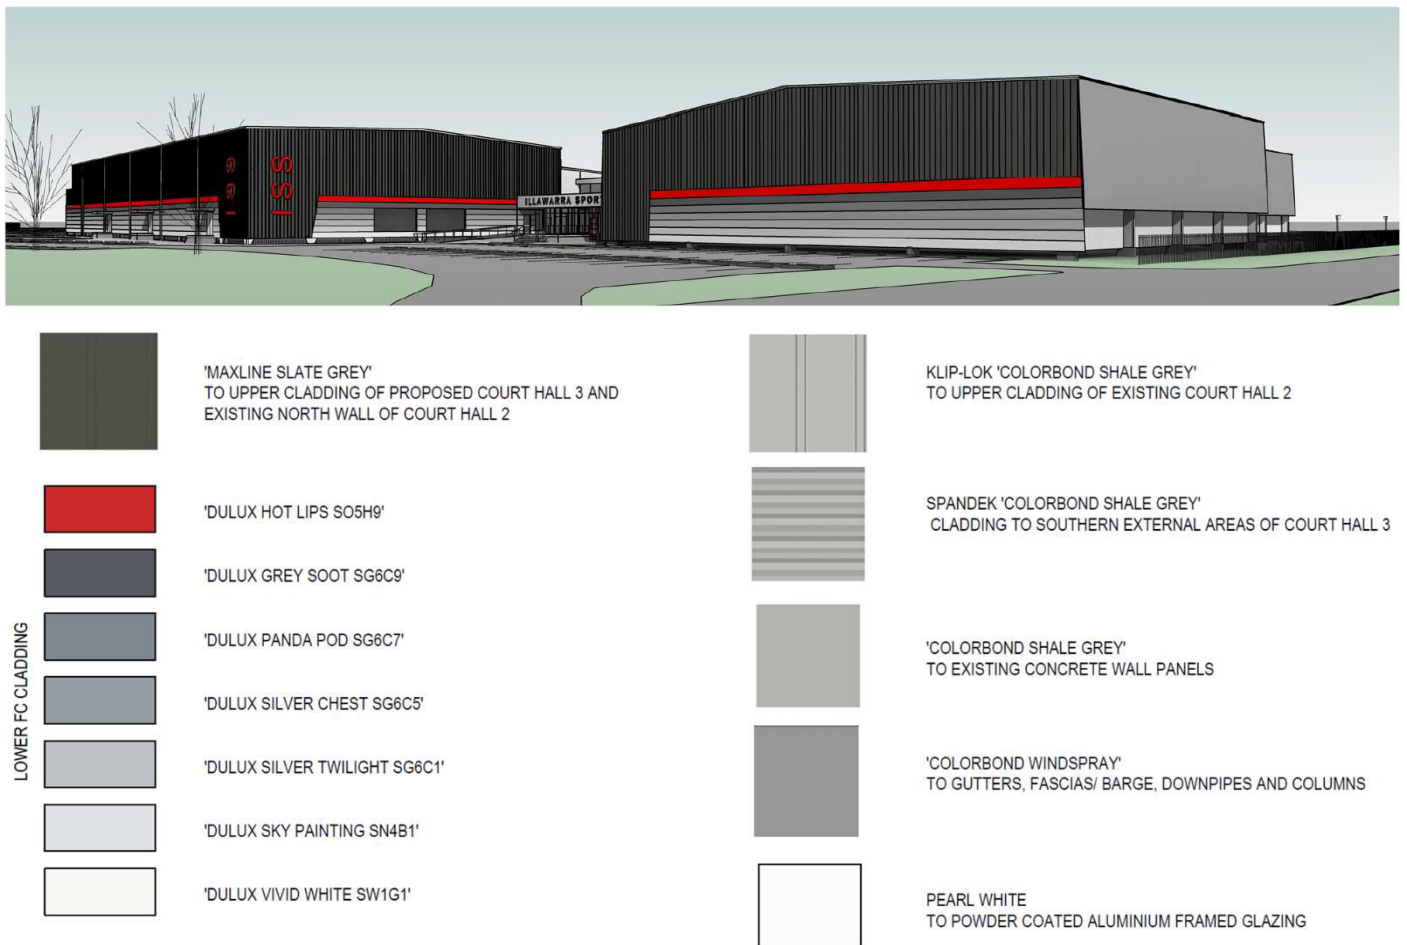 ISS
ISS
ILLAWARRA SPOR
'MAXLINE SLATE GREY'
TO UPPER CLADDING OF PROPOSED COURT HALL 3 AND
EXISTING NORTH WALL OF COURT HALL 2
LOWER FC CLADDING
'DULUX HOT LIPS SO5H9'
'DULUX GREY SOOT SG6C9'
'DULUX PANDA POD SG6C7'
'DULUX SILVER CHEST SG6C5'
'DULUX SILVER TWILIGHT SG6C1'
'DULUX SKY PAINTING SN4B1'
'DULUX VIVID WHITE SW1G1'
KLIP-LOK 'COLORBOND SHALE GREY'
TO UPPER CLADDING OF EXISTING COURT HALL 2
SPANDEK 'COLORBOND SHALE GREY'
CLADDING TO SOUTHERN EXTERNAL AREAS OF COURT HALL 3
'COLORBOND SHALE GREY'
TO EXISTING CONCRETE WALL PANELS
'COLORBOND WINDSPRAY'
TO GUTTERS, FASCIAS/ BARGE, DOWNPIPES AND COLUMNS
PEARL WHITE
TO POWDER COATED ALUMINIUM FRAMED GLAZING